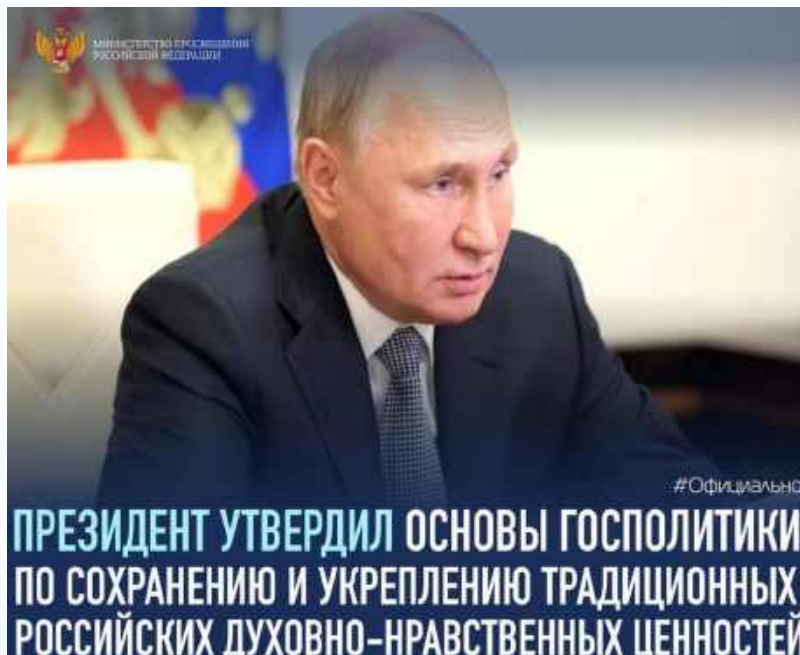 МИНИСТЕРСТВО ПРОСВЕЩЕНИЯ
РОССИЙСКОЙ ФЕДЕРАЦИИ
#Официально
ПРЕЗИДЕНТ УТВЕРДИЛ ОСНОВЫ ГОСПОЛИТИКИ
ПО СОХРАНЕНИЮ И УКРЕПЛЕНИЮ ТРАДИЦИОННЫХ
РОССИЙСКИХ ДУХОВНО-НРАВСТВЕННЫХ ЦЕННОСТЕЙ